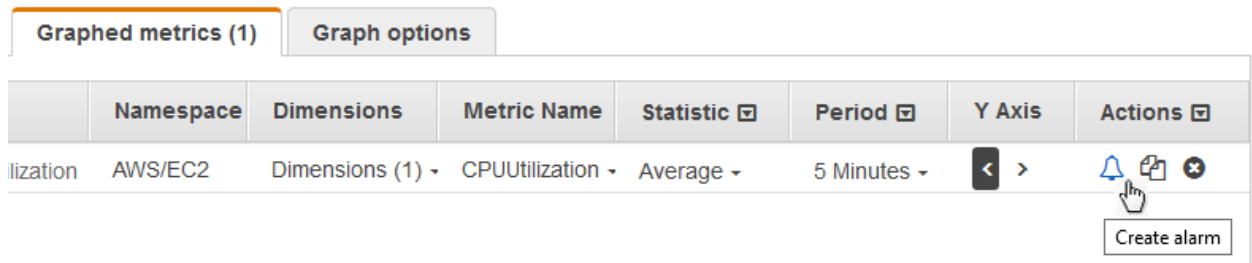 Graphed metrics (1) Graph options
Namespace Dimensions Metric Name Statistic Period Y Axis Actions
ilization AWS/EC2 Dimensions (1) CPUUtilization Average 5 Minutes < >
Create alarm